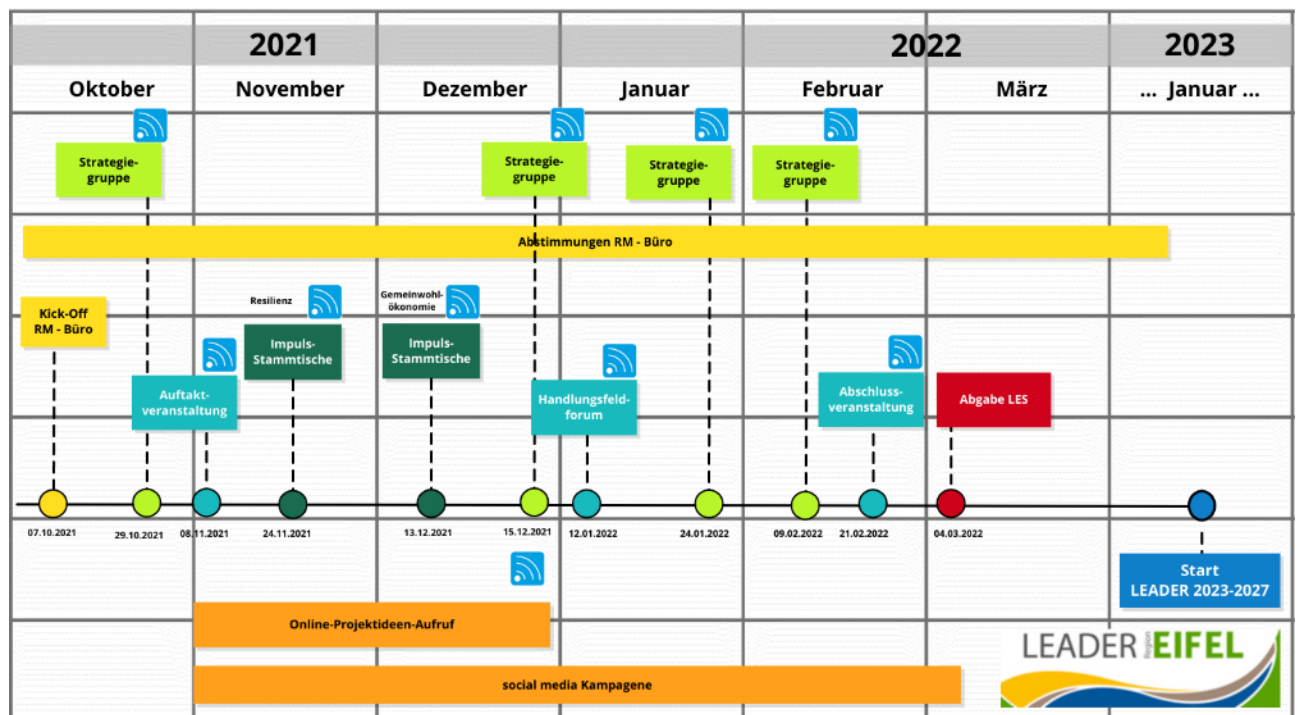 2021
2022
2023
Oktober
November
Dezember
Januar
Februar
März
... Januar ...
Strategie-
gruppe
Strategie-
gruppe
Strategie-
gruppe
Strategie-
gruppe
Abstimmungen RM - Büro
Kick-Off
RM - Büro
Resilienz
Impuls-
Stammtische
Gemeinwohl-
ökonomie
Impuls-
Stammtische
Auftakt-
veranstaltung
Handlungsfeld-
forum
Abschluss-
veranstaltung
Abgabe LES
07.10.2021
29.10.2021
08.11.2021
24.11.2021
13.12.2021
15.12.2021
12.01.2022
24.01.2022
09.02.2022
21.02.2022
04.03.2022
Start
LEADER 2023-2027
Online-Projektideen-Aufruf
social media Kampagene
LEADER Region EIFEL